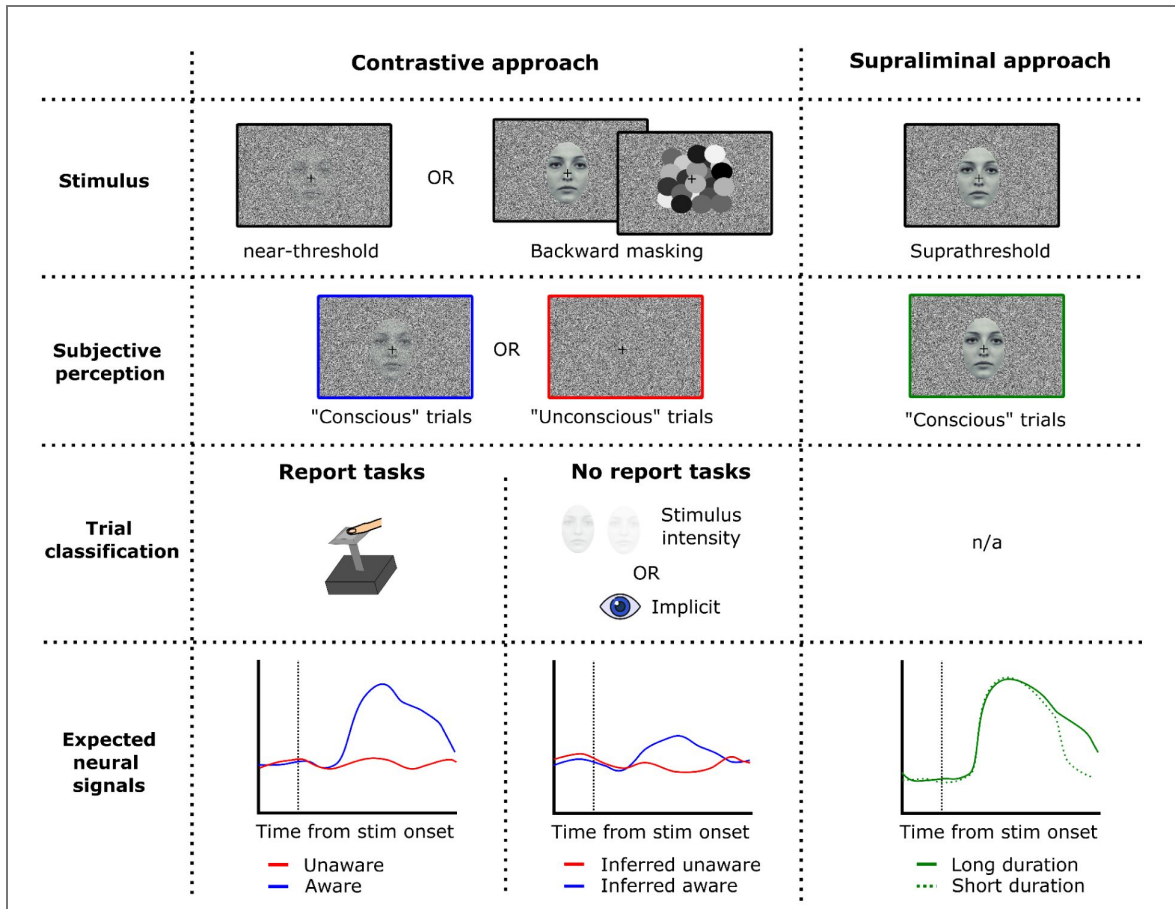 Contrastive approach
Supraliminal approach
Stimulus
OR
near-threshold
Backward masking
Suprathreshold
Subjective
perception
OR
"Conscious" trials
"Unconscious" trials
"Conscious" trials
Trial
classification
Report tasks
No report tasks
Stimulus
intensity
OR
Implicit
n/a
Expected
neural
signals
Time from stim onset
Unaware
Aware
Time from stim onset
Inferred unaware
Inferred aware
Time from stim onset
Long duration
Short duration